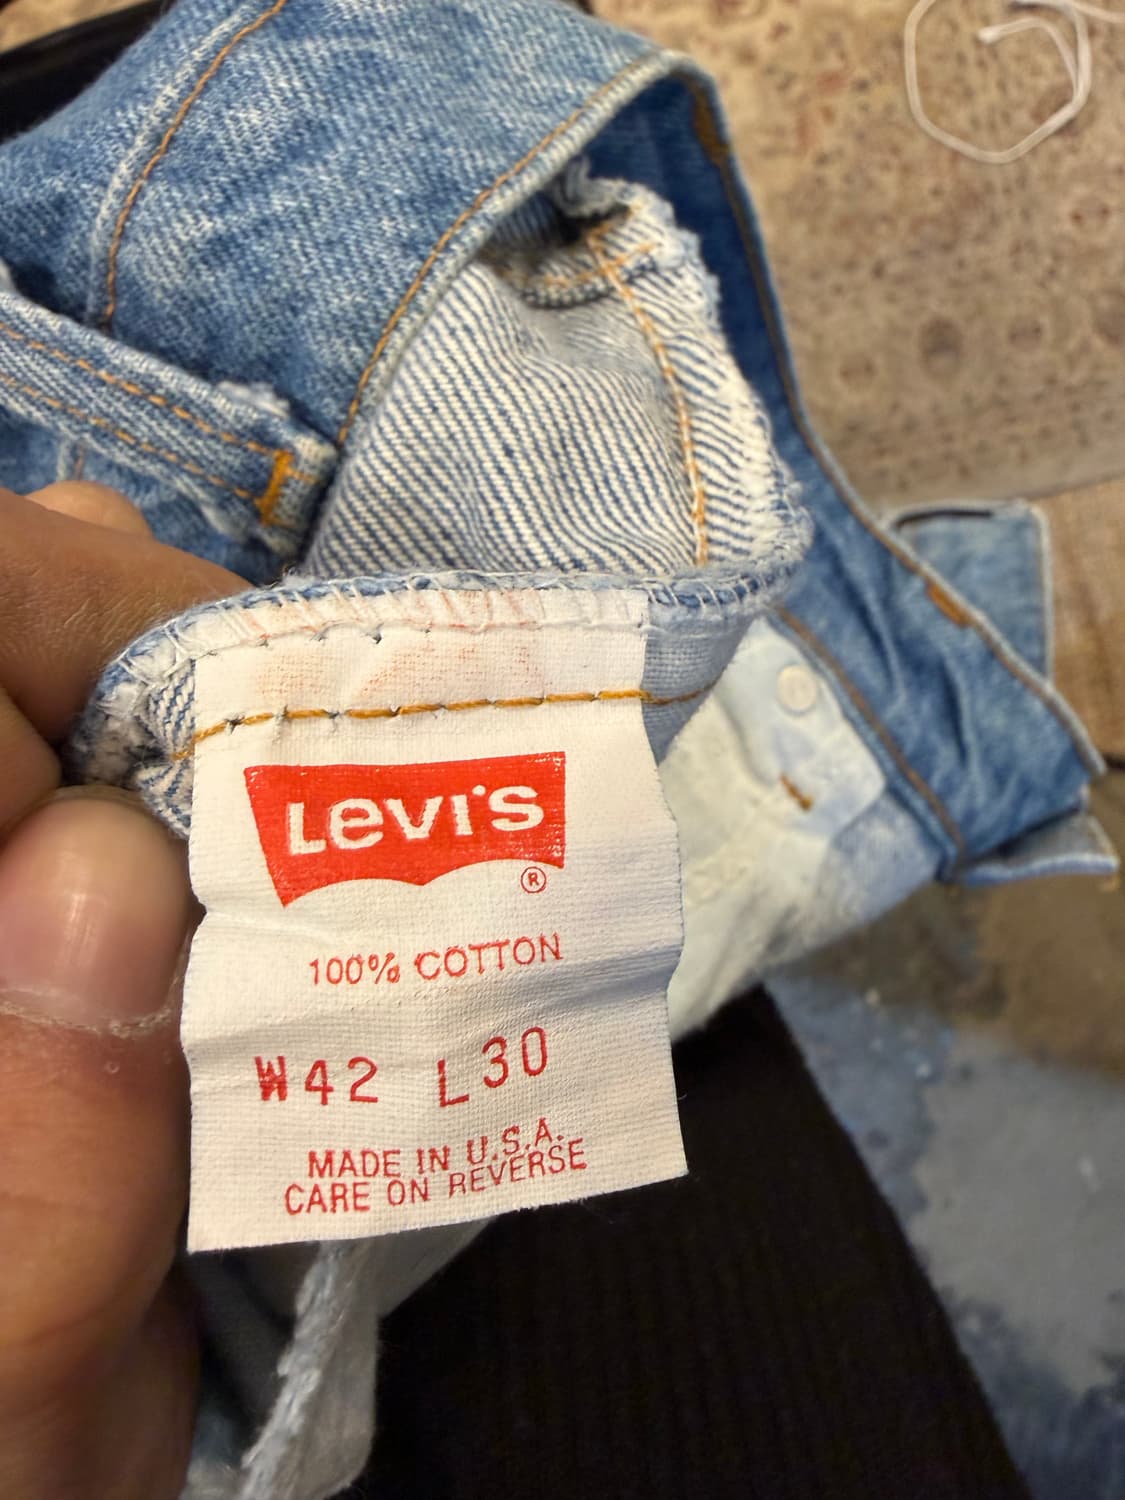 LEVI'S
®
100% COTTON
W42 L30
MADE IN U.S.A.
CARE ON REVERSE